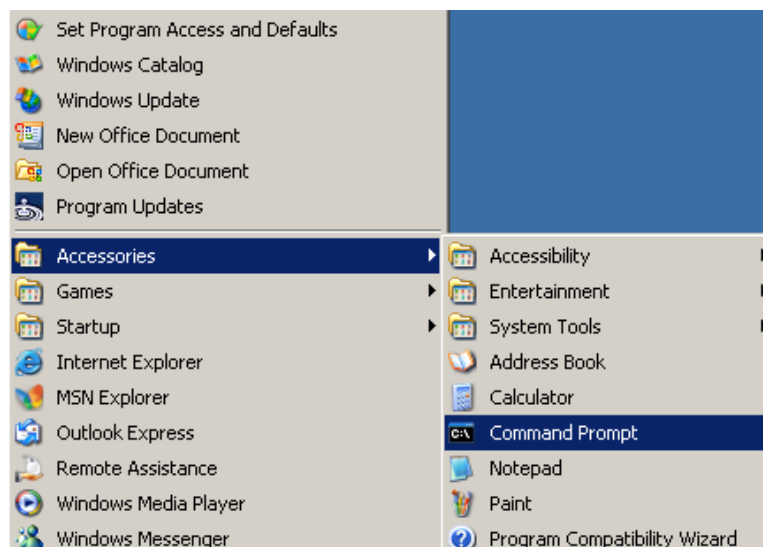 Set Program Access and Defaults
Windows Catalog
Windows Update
New Office Document
Open Office Document
Program Updates
Accessories
Games
Startup
Internet Explorer
MSN Explorer
Outlook Express
Remote Assistance
Windows Media Player
Windows Messenger
Accessibility
Entertainment
System Tools
Address Book
Calculator
C:\
Command Prompt
Notepad
Paint
Program Compatibility Wizard